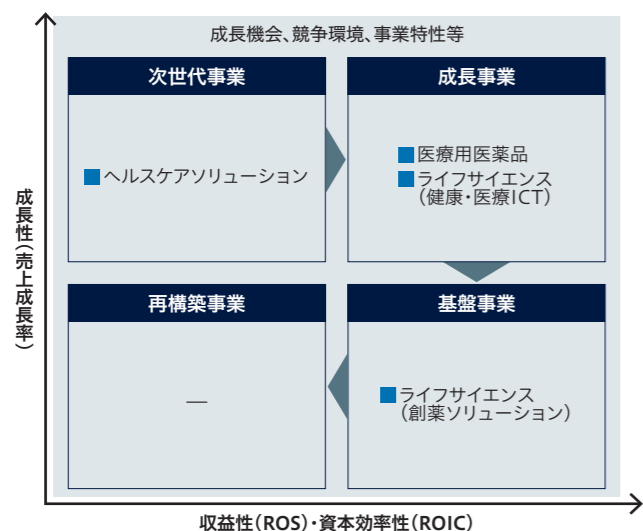 成長機会、競争環境、事業特性等
次世代事業
■ヘルスケアソリューション
成長事業
■医療用医薬品
■ライフサイエンス
(健康・医療ICT)
再構築事業
—
基盤事業
■ライフサイエンス
(創薬ソリューション)
成長性(売上成長率)
収益性(ROS)・資本効率性(ROIC)